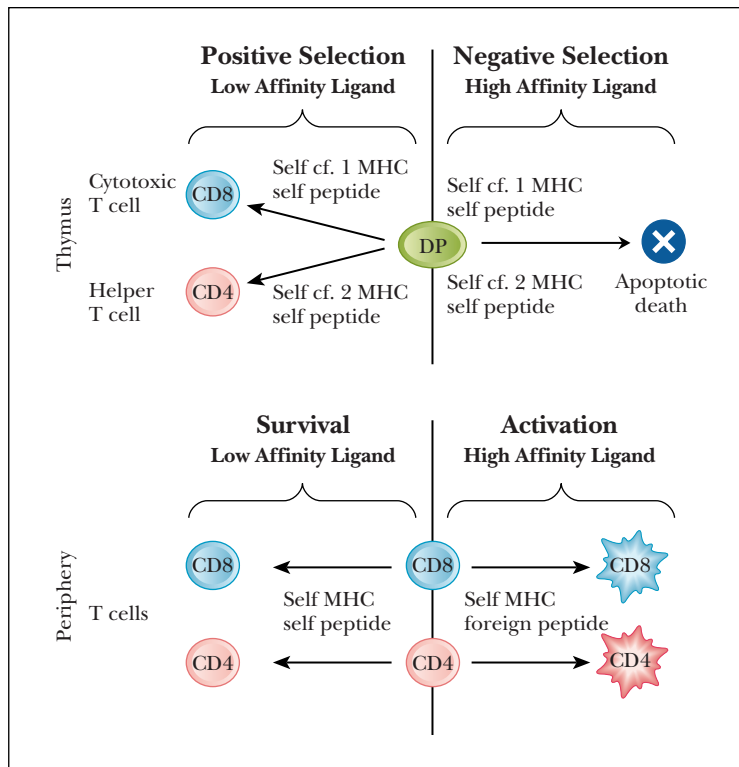 Positive Selection
Low Affinity Ligand
Negative Selection
High Affinity Ligand
Thymus
Cytotoxic
T cell
CD8
Self cf. 1 MHC
self peptide
Self cf. 1 MHC
self peptide
DP
Helper
T cell
CD4
Self cf. 2 MHC
self peptide
Self cf. 2 MHC
self peptide
Apoptotic
death
Survival
Low Affinity Ligand
Activation
High Affinity Ligand
Periphery
T cells
CD8
CD8
CD8
Self MHC
self peptide
Self MHC
foreign peptide
CD4
CD4
CD4